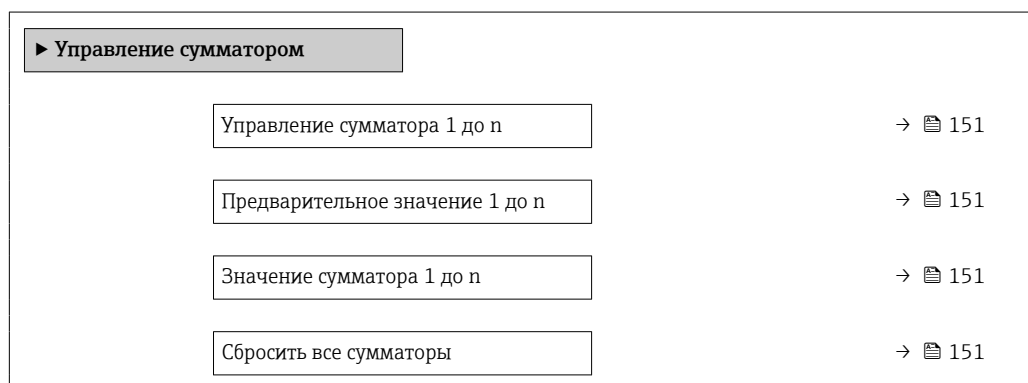 ▶ Управление сумматором
Управление сумматора 1 до n → 151
Предварительное значение 1 до n → 151
Значение сумматора 1 до n → 151
Сбросить все сумматоры → 151